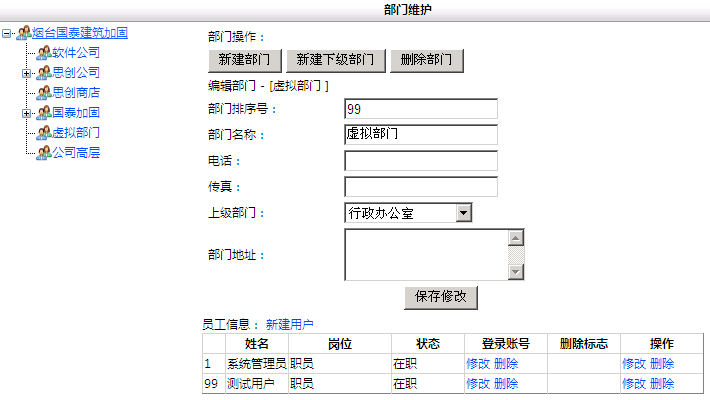 部门维护
烟台国泰建筑加固
软件公司
思创公司
思创商店
国泰加固
虚拟部门
公司高层
部门操作：
新建部门 新建下级部门 删除部门
编辑部门 - [虚拟部门 ]
部门排序号： 99
部门名称： 虚拟部门
电话：
传真：
上级部门： 行政办公室
部门地址：
保存修改
员工信息： 新建用户
姓名 岗位 状态 登录账号 删除标志 操作
1 系统管理员 职员 在职 修改 删除 修改 删除
99 测试用户 职员 在职 修改 删除 修改 删除